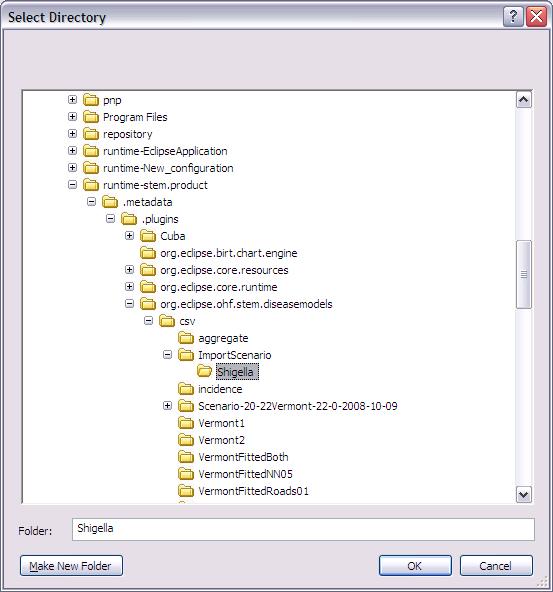 Select Directory
pnp
Program Files
repository
runtime-EclipseApplication
runtime-New_configuration
runtime-stem.product
.metadata
.plugins
Cuba
org.eclipse.birt.chart.engine
org.eclipse.core.resources
org.eclipse.core.runtime
org.eclipse.ohf.stem.diseasemodels
csv
aggregate
ImportScenario
Shigella
incidence
Scenario-20-22Vermont-22-0-2008-10-09
Vermont1
Vermont2
VermontFittedBoth
VermontFittedNN05
VermontFittedRoads01
Folder: Shigella
Make New Folder OK Cancel